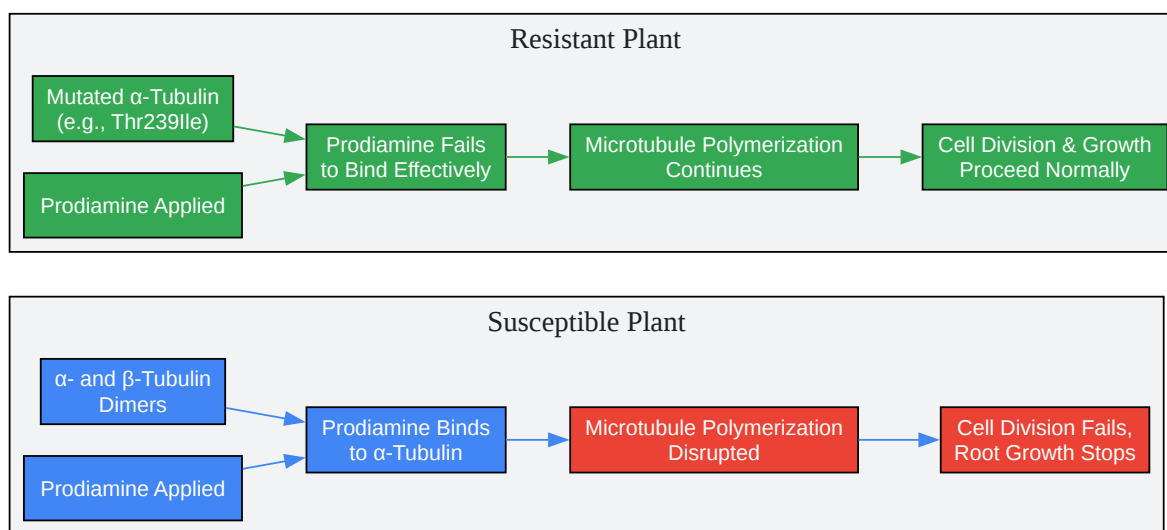 Resistant Plant
Mutated α-Tubulin
(e.g., Thr239Ile)
Prodiamine Applied
Prodiamine Fails
to Bind Effectively
Microtubule Polymerization
Continues
Cell Division & Growth
Proceed Normally
Susceptible Plant
α- and β-Tubulin
Dimers
Prodiamine Applied
Prodiamine Binds
to α-Tubulin
Microtubule Polymerization
Disrupted
Cell Division Fails,
Root Growth Stops